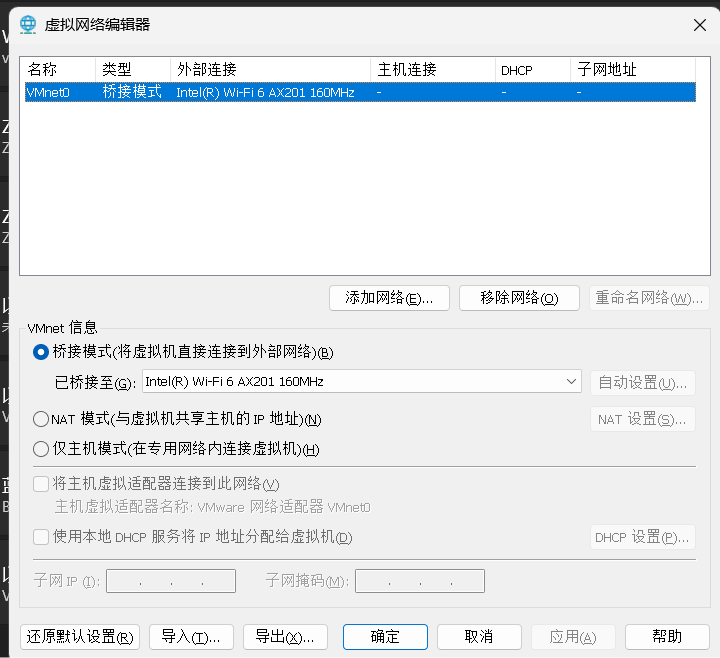 虚拟网络编辑器
名称 类型 外部连接 主机连接 DHCP 子网地址
VMnet0 桥接模式 Intel(R) Wi-Fi 6 AX201 160MHz - - -
添加网络(E)... 移除网络(O) 重命名网络(W)...
VMnet 信息
桥接模式(将虚拟机直接连接到外部网络)(B)
已桥接至(G): Intel(R) Wi-Fi 6 AX201 160MHz 自动设置(U)...
NAT 模式(与虚拟机共享主机的 IP 地址)(N) NAT 设置(S)...
仅主机模式(在专用网络内连接虚拟机)(H)
将主机虚拟适配器连接到此网络(V)
主机虚拟适配器名称: VMware 网络适配器 VMnet0
使用本地 DHCP 服务将 IP 地址分配给虚拟机(D) DHCP 设置(P)...
子网 IP (I): . . . 子网掩码(M): . . .
还原默认设置(R) 导入(T)... 导出(X)... 确定 取消 应用(A) 帮助